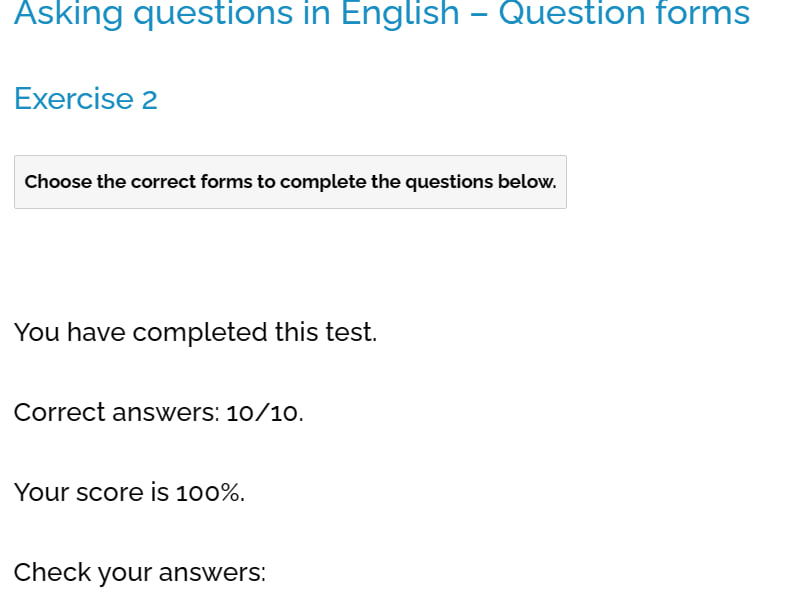 Asking questions in English – Question forms
Exercise 2
Choose the correct forms to complete the questions below.
You have completed this test.
Correct answers: 10/10.
Your score is 100%.
Check your answers: